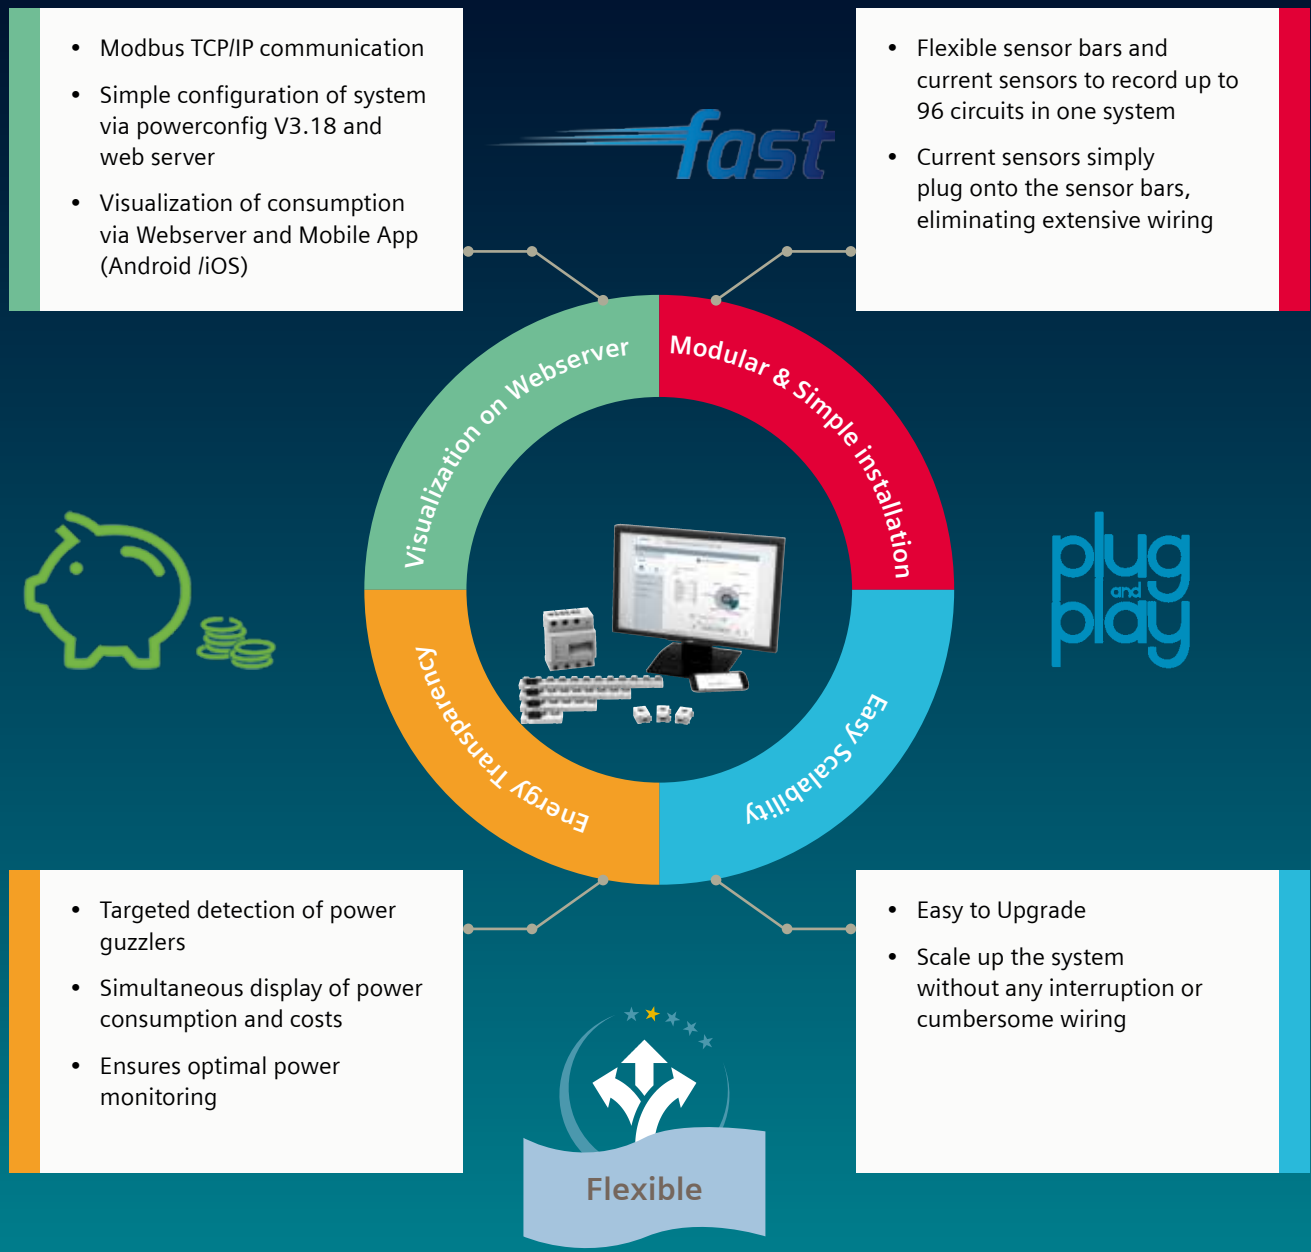 • Modbus TCP/IP communication
• Simple configuration of system
via powerconfig V3.18 and
web server
• Visualization of consumption
via Webserver and Mobile App
(Android /iOS)
fast
• Flexible sensor bars and
current sensors to record up to
96 circuits in one system
• Current sensors simply
plug onto the sensor bars,
eliminating extensive wiring
Visualization on Webserver
Modular & Simple installation
plug
and
play
Energy Transparency
Easy Scalability
• Targeted detection of power
guzzlers
• Simultaneous display of power
consumption and costs
• Ensures optimal power
monitoring
• Easy to Upgrade
• Scale up the system
without any interruption or
cumbersome wiring
Flexible